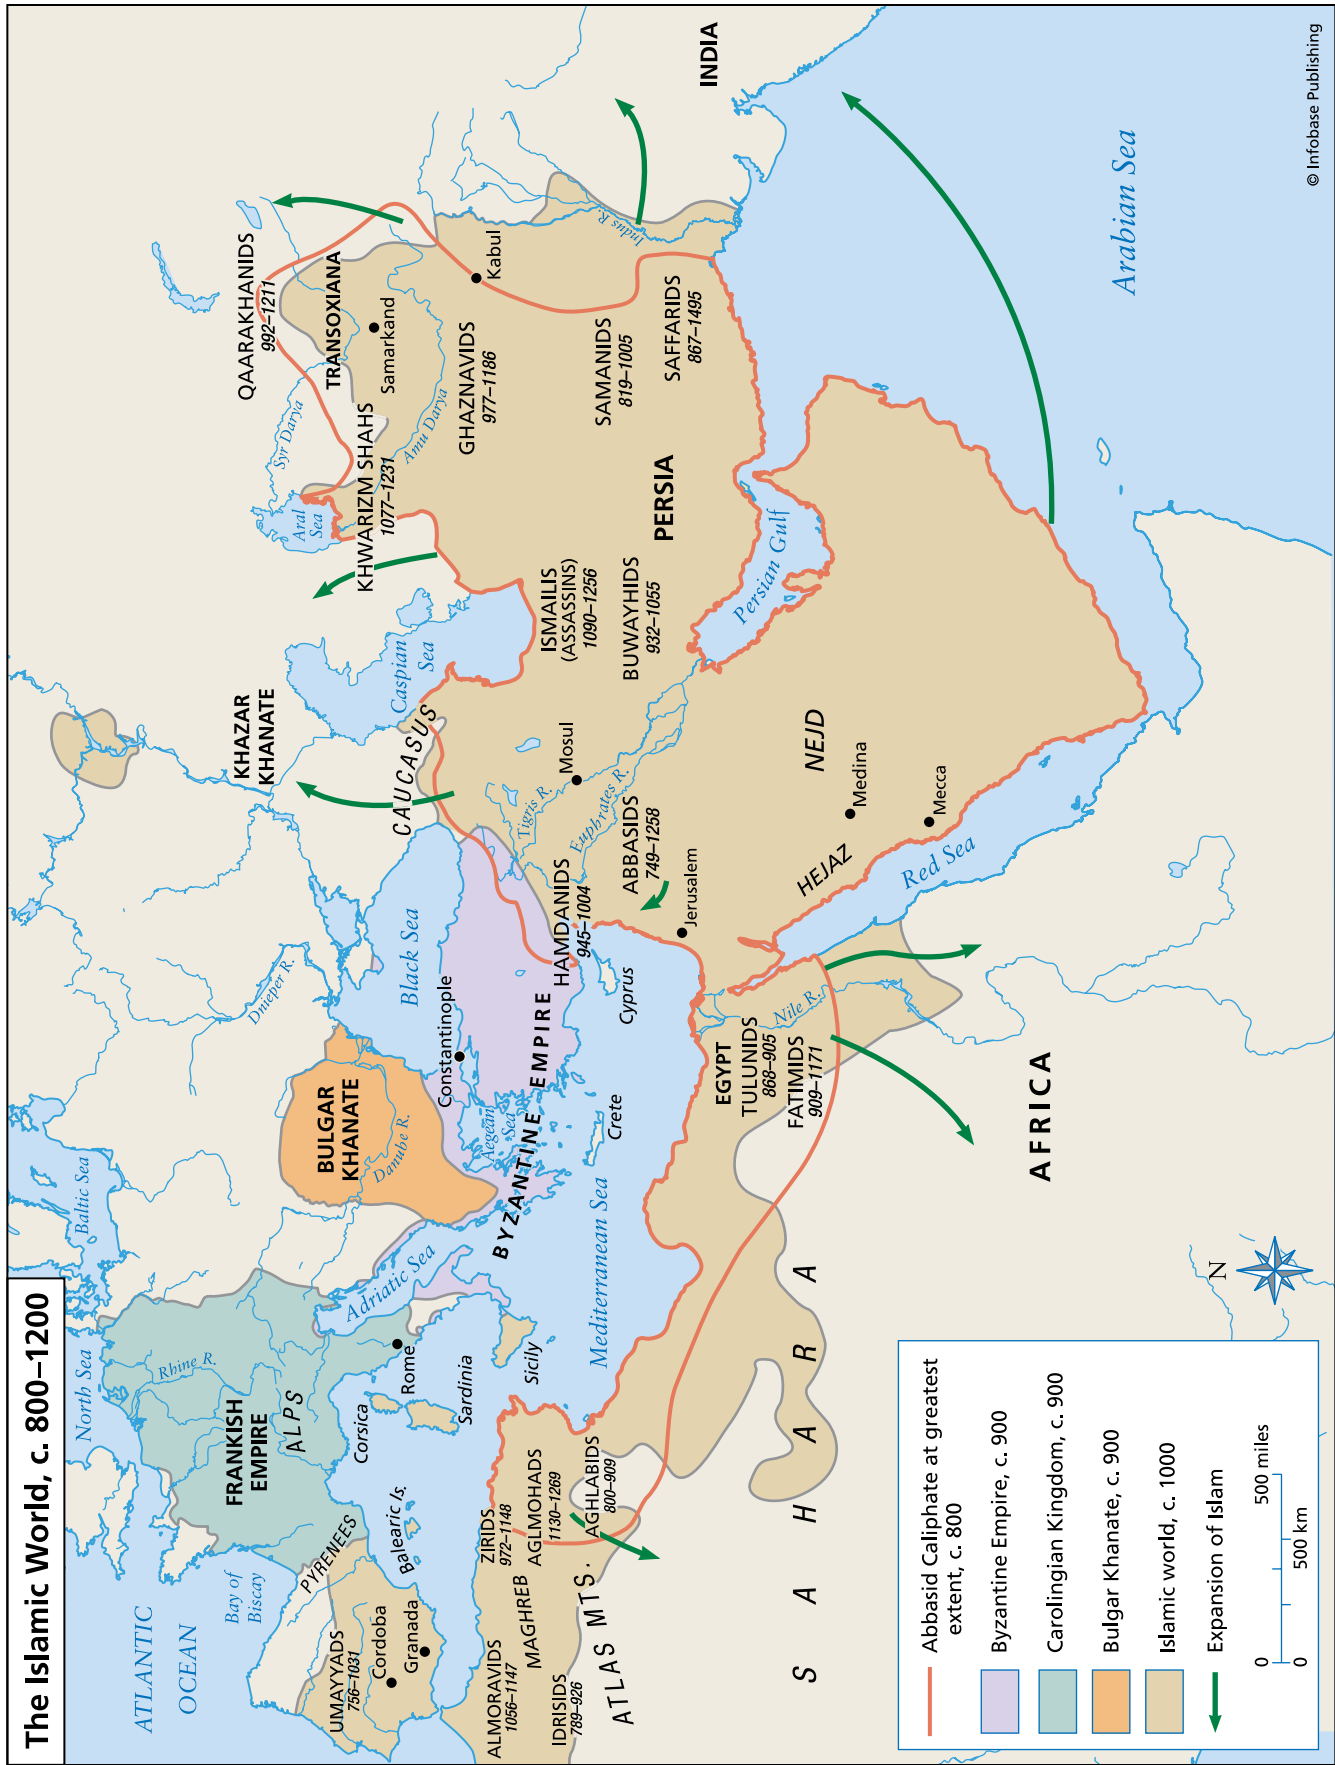 The Islamic World, c. 800–1200
ATLANTIC
OCEAN
North Sea
Baltic Sea
Bay of
Biscay
Rhine R.
FRANKISH
EMPIRE
ALPS
PYRENEES
UMAYYADS
756–1031
Cordoba
Granada
Balearic Is.
Corsica
Sardinia
Rome
Sicily
Adriatic Sea
BULGAR
KHANATE
Danube R.
Dnieper R.
Black Sea
Constantinople
Aegean
Sea
BYZANTINE EMPIRE
Crete
Cyprus
Mediterranean Sea
KHAZAR
KHANATE
CAUCASUS
Caspian
Sea
Aral
Sea
Syr Darya
Amu Darya
QAARAKHANIDS
992–1211
TRANSOXIANA
Samarkand
KHWARIZM SHAHS
1077–1231
GHAZNAVIDS
977–1186
Kabul
SAMANIDS
819–1005
SAFFARIDS
867–1495
Indus R.
INDIA
PERSIA
ISMAILIS
(ASSASSINS)
1090–1256
BUWAYHIDS
932–1055
Persian Gulf
Mosul
Tigris R.
Euphrates R.
HAMDANIDS
945–1004
ABBASIDS
749–1258
Jerusalem
NEJD
Medina
Mecca
HEJAZ
Red Sea
Arabian Sea
EGYPT
TULUNIDS
868–905
FATIMIDS
909–1171
Nile R.
AFRICA
SAHARA
ZIRIDS
972–1148
AGLMOHADS
1130–1269
AGHLABIDS
800–909
ALMORAVIDS
1056–1147
MAGHREB
IDRISIDS
789–926
ATLAS MTS.
N
Abbasid Caliphate at greatest
extent, c. 800
Byzantine Empire, c. 900
Carolingian Kingdom, c. 900
Bulgar Khanate, c. 900
Islamic world, c. 1000
Expansion of Islam
0
500 miles
0
500 km
© Infobase Publishing